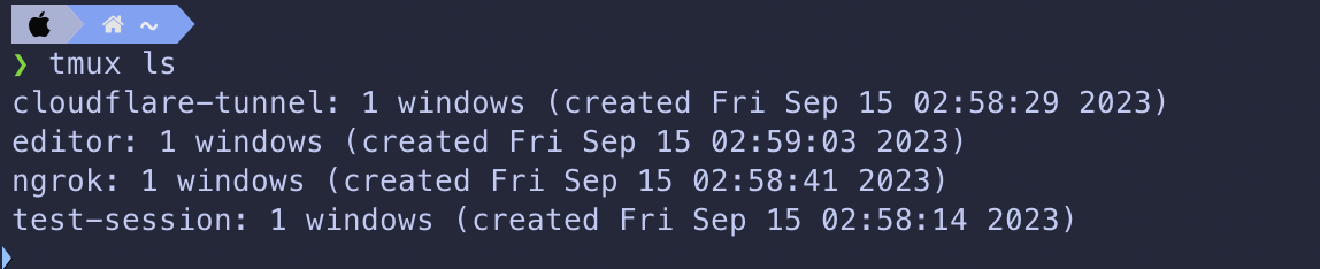 ~
❯ tmux ls
cloudflare-tunnel: 1 windows (created Fri Sep 15 02:58:29 2023)
editor: 1 windows (created Fri Sep 15 02:59:03 2023)
ngrok: 1 windows (created Fri Sep 15 02:58:41 2023)
test-session: 1 windows (created Fri Sep 15 02:58:14 2023)